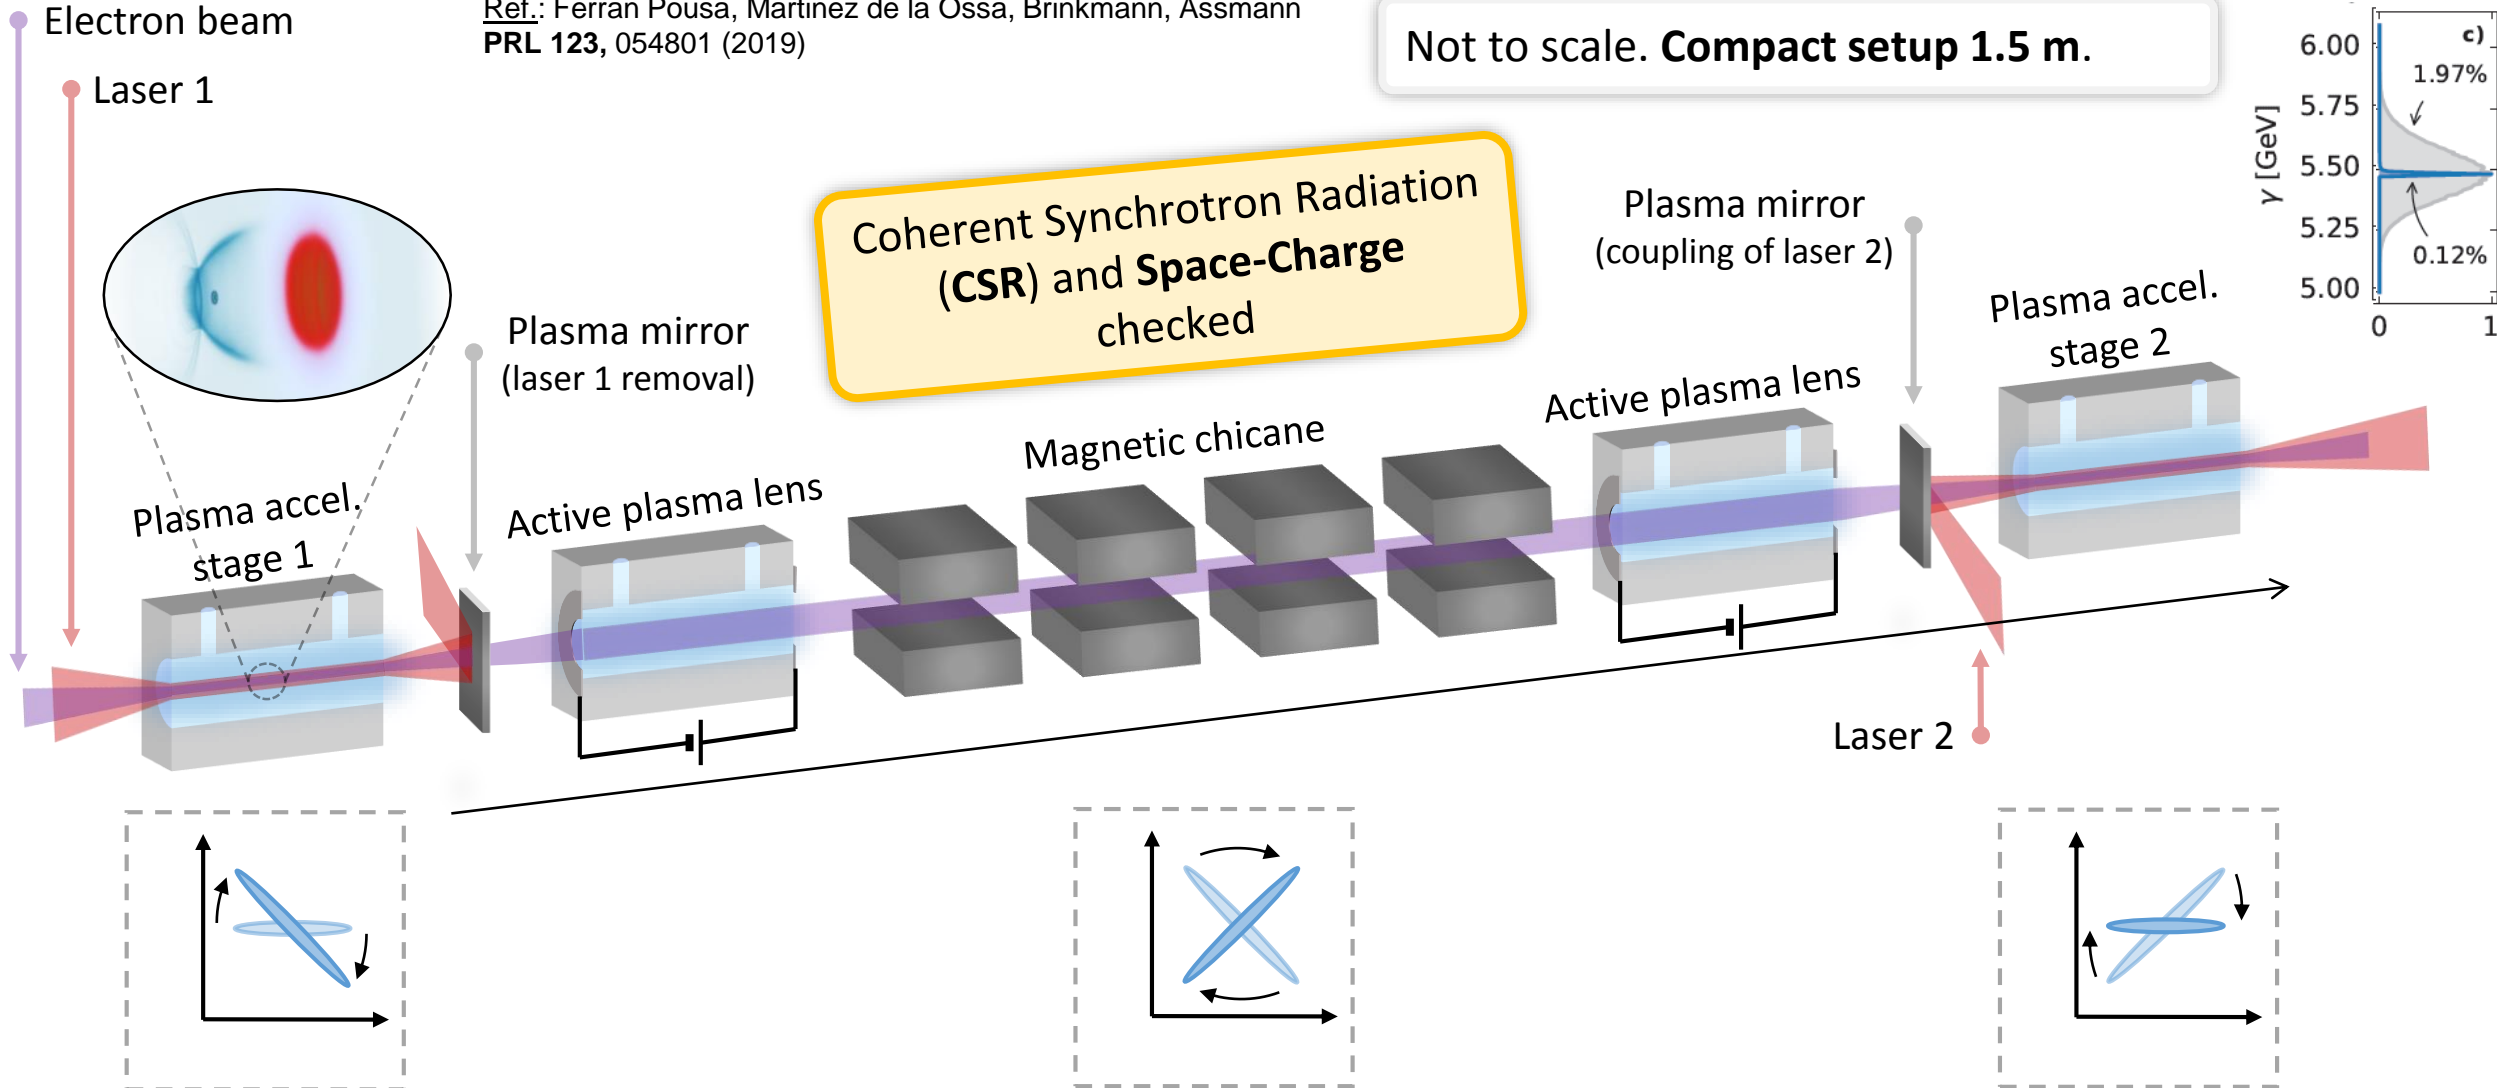 Electron beam
Ref.: Ferran Pousa, Martinez de la Ossa, Brinkmann, Assmann
PRL 123, 054801 (2019)
Not to scale. Compact setup 1.5 m.
Laser 1
c)
6.00
5.75
5.50
5.25
5.00
γ [GeV]
1.97%
0.12%
0
1
Coherent Synchrotron Radiation
(CSR) and Space-Charge
checked
Plasma mirror
(coupling of laser 2)
Plasma accel.
stage 2
Plasma mirror
(laser 1 removal)
Active plasma lens
Magnetic chicane
Active plasma lens
Plasma accel.
stage 1
Laser 2